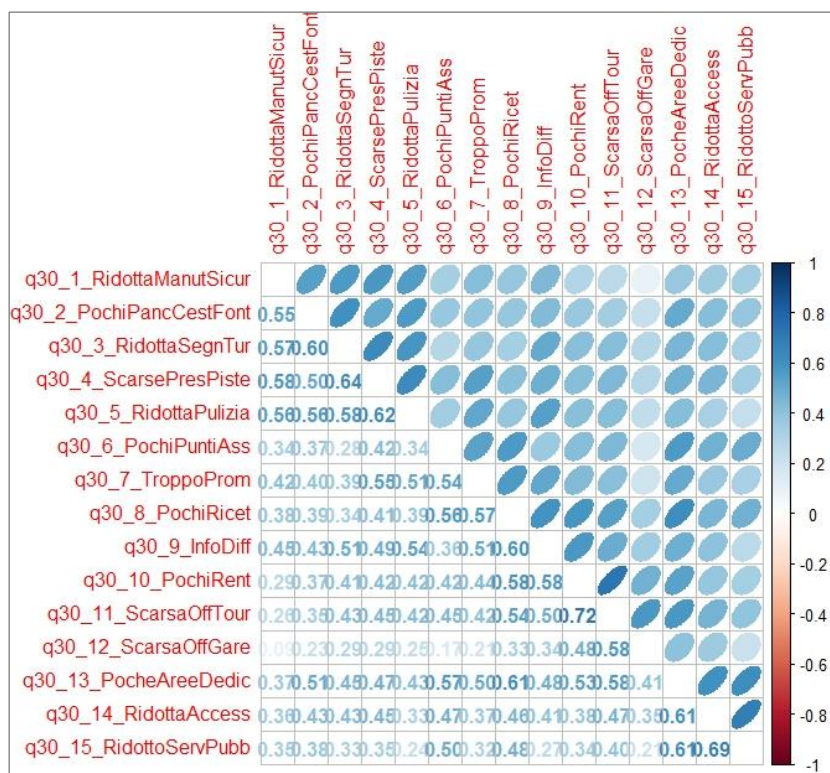 q30_1_RidottaManutSicur
q30_2_PochiPancCestFont
q30_3_RidottaSegnTur
q30_4_ScarsePresPiste
q30_5_RidottaPulizia
q30_6_PochiPuntiAss
q30_7_TroppoProm
q30_8_PochiRicet
q30_9_InfoDiff
q30_10_PochiRent
q30_11_ScarsaOffTour
q30_12_ScarsaOffGare
q30_13_PocheAreeDedic
q30_14_RidottaAccess
q30_15_RidottoServPubb
q30_1_RidottaManutSicur
q30_2_PochiPancCestFont 0.55
q30_3_RidottaSegnTur 0.57 0.60
q30_4_ScarsePresPiste 0.58 0.50 0.64
q30_5_RidottaPulizia 0.56 0.56 0.58 0.62
q30_6_PochiPuntiAss 0.34 0.37 0.28 0.42 0.34
q30_7_TroppoProm 0.42 0.40 0.39 0.55 0.51 0.54
q30_8_PochiRicet 0.38 0.39 0.34 0.41 0.39 0.56 0.57
q30_9_InfoDiff 0.45 0.43 0.51 0.49 0.54 0.36 0.51 0.60
q30_10_PochiRent 0.29 0.37 0.41 0.42 0.42 0.42 0.44 0.58 0.58
q30_11_ScarsaOffTour 0.26 0.35 0.43 0.45 0.42 0.45 0.42 0.54 0.50 0.72
q30_12_ScarsaOffGare 0.09 0.23 0.29 0.29 0.25 0.17 0.21 0.33 0.34 0.48 0.58
q30_13_PocheAreeDedic 0.37 0.51 0.45 0.47 0.43 0.57 0.50 0.61 0.48 0.53 0.58 0.41
q30_14_RidottaAccess 0.36 0.43 0.43 0.45 0.33 0.47 0.37 0.46 0.41 0.38 0.47 0.35 0.61
q30_15_RidottoServPubb 0.35 0.38 0.33 0.35 0.24 0.50 0.32 0.48 0.27 0.34 0.40 0.21 0.61 0.69
1
0.8
0.6
0.4
0.2
0
-0.2
-0.4
-0.6
-0.8
-1